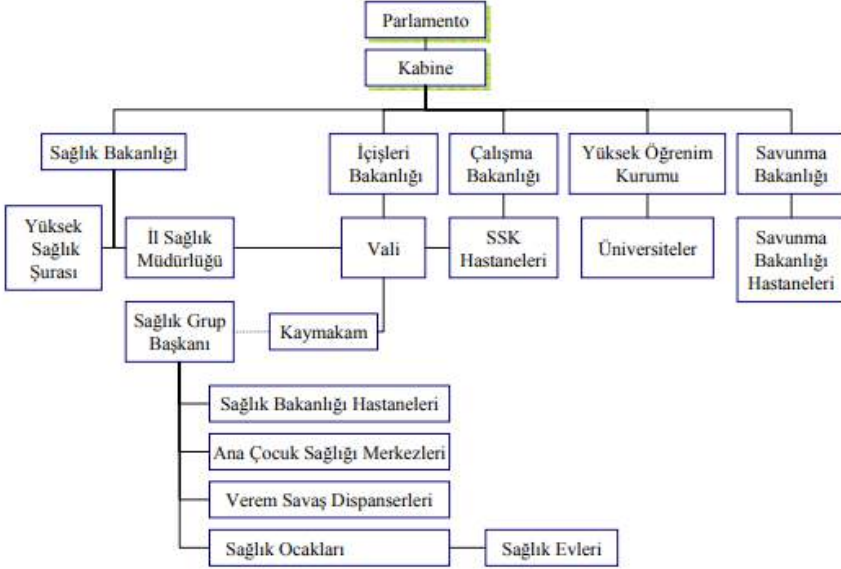 Parlamento
Kabine
Sağlık Bakanlığı
İçişleri
Bakanlığı
Çalışma
Bakanlığı
Yüksek Öğrenim
Kurumu
Savunma
Bakanlığı
Yüksek
Sağlık
Şurası
İl Sağlık
Müdürlüğü
Vali
SSK
Hastaneleri
Üniversiteler
Savunma
Bakanlığı
Hastaneleri
Sağlık Grup
Başkanı
Kaymakam
Sağlık Bakanlığı Hastaneleri
Ana Çocuk Sağlığı Merkezleri
Verem Savaş Dispanserleri
Sağlık Ocakları
Sağlık Evleri